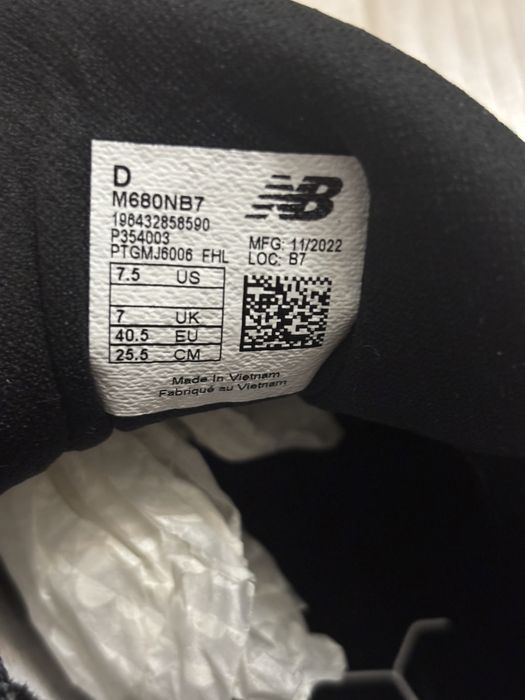 D
M680NB7
196432858590
P354003
PTGMJ6006 FHL
NB
MFG: 11/2022
LOC: B7
7.5 US
7 UK
40.5 EU
25.5 CM
Made In Vietnam
Fabriqué au Vietnam